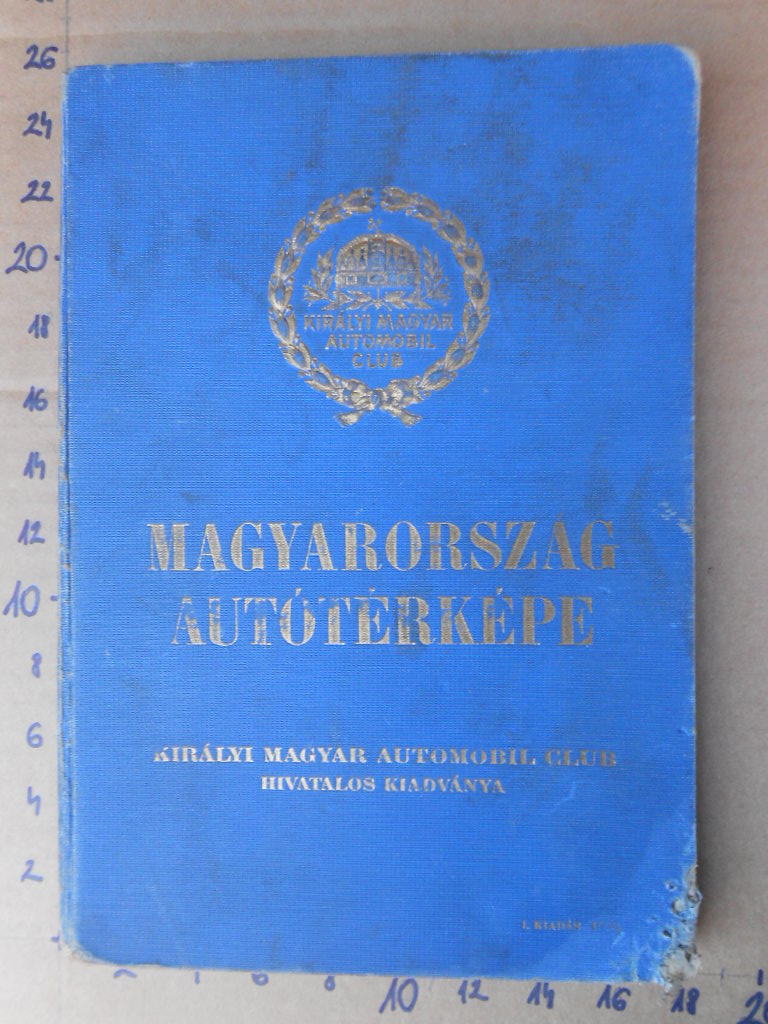 26
24
22
20
18
16
14
12
10
8
6
4
2
KIRÁLYI MAGYAR
AUTOMOBIL
CLUB
MAGYARORSZÁG
AUTÓTÉRKÉPE
KIRÁLYI MAGYAR AUTOMOBIL CLUB
HIVATALOS KIADVÁNYA
I. KIADÁS
10 12 14 16 18